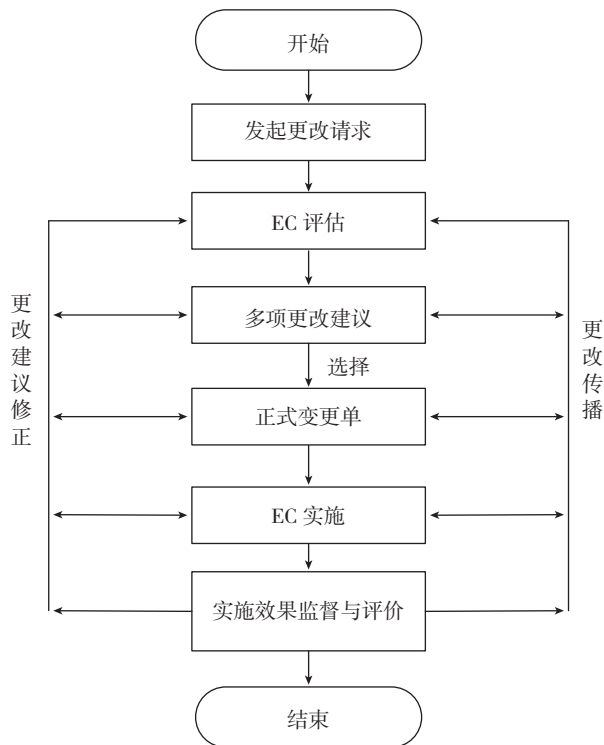 开始
发起更改请求
EC 评估
多项更改建议
选择
正式变更单
EC 实施
实施效果监督与评价
结束
更改建议修正
更改传播